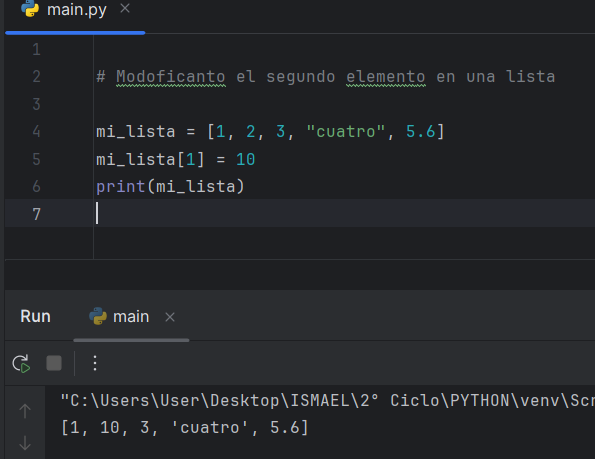 main.py
1
2 # Modoficanto el segundo elemento en una lista
3
4 mi_lista = [1, 2, 3, "cuatro", 5.6]
5 mi_lista[1] = 10
6 print(mi_lista)
7
Run main
"C:\Users\User\Desktop\ISMAEL\2° Ciclo\PYTHON\venv\Scr
[1, 10, 3, 'cuatro', 5.6]